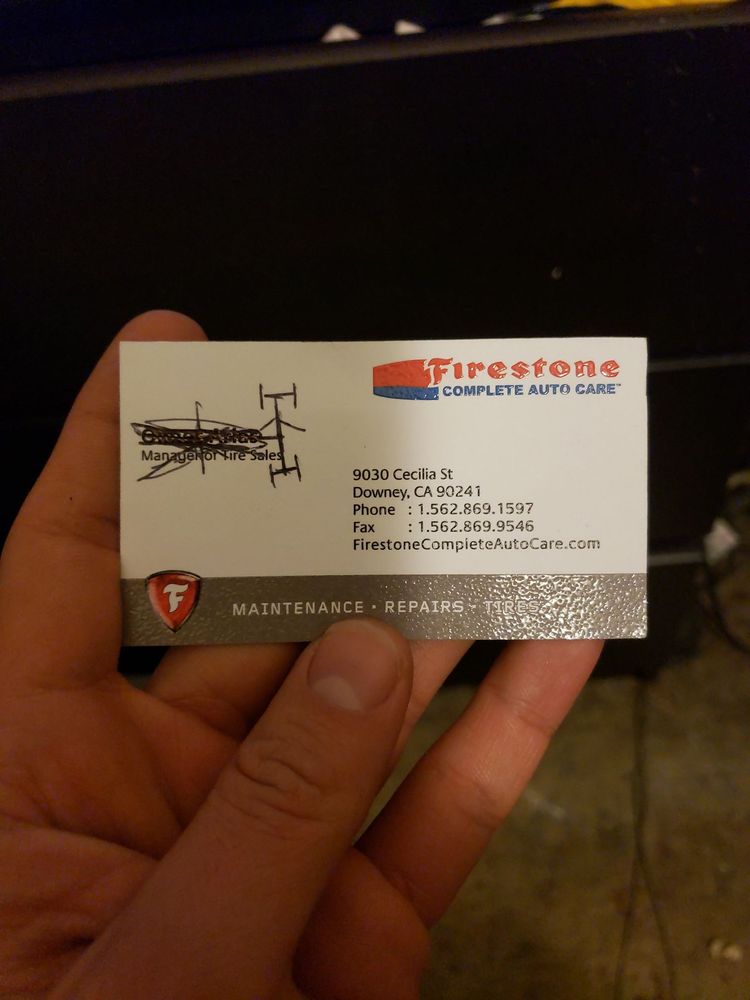 Firestone
COMPLETE AUTO CARE™
Manager of Tire Sales
9030 Cecilia St
Downey, CA 90241
Phone : 1.562.869.1597
Fax : 1.562.869.9546
FirestoneCompleteAutoCare.com
F
MAINTENANCE · REPAIRS · TIRES